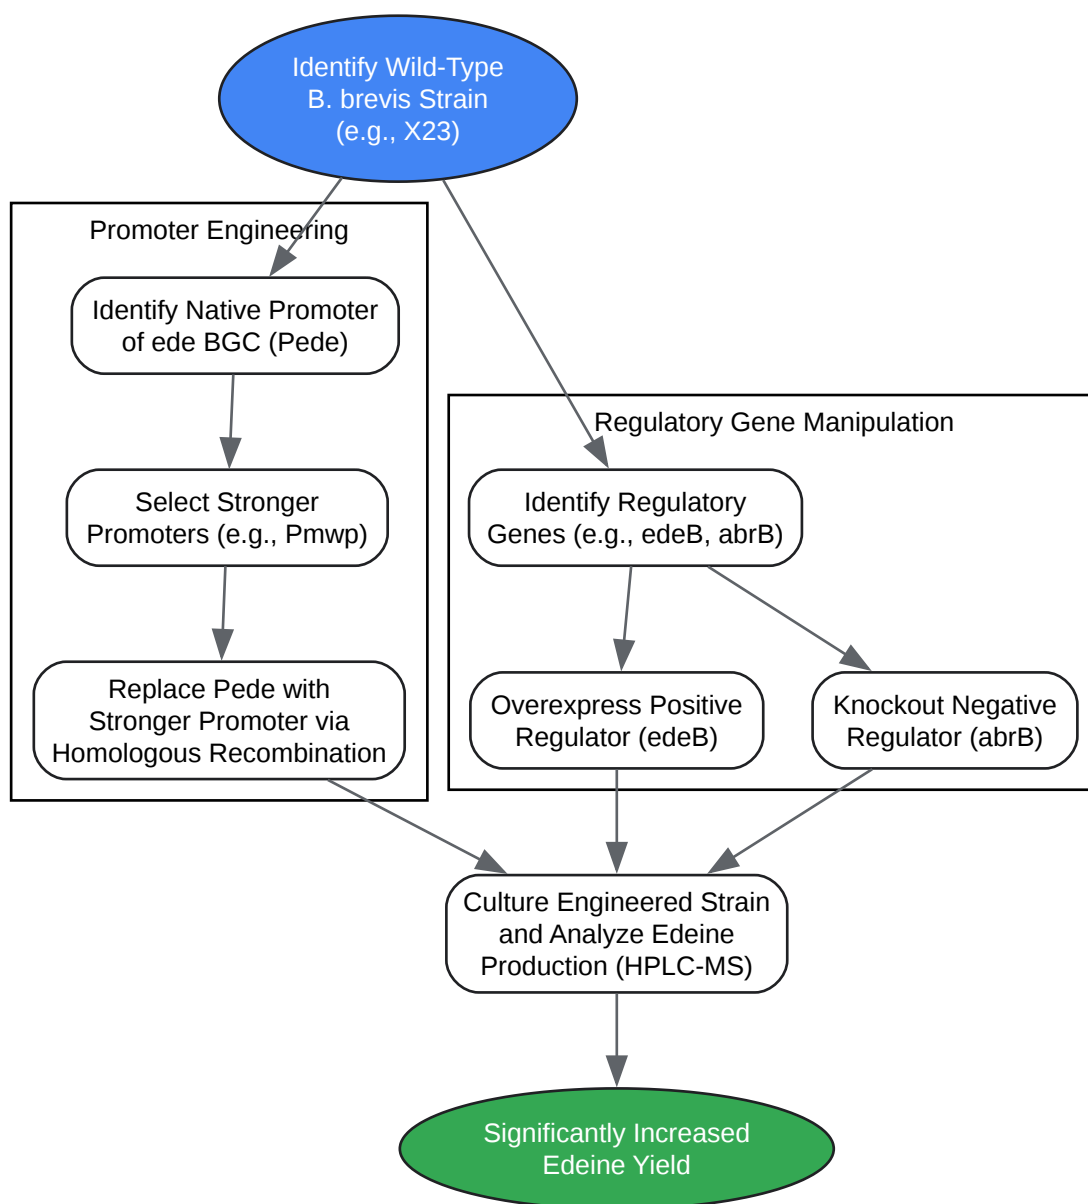 Identify Wild-Type
B. brevis Strain
(e.g., X23)
Promoter Engineering
Identify Native Promoter
of ede BGC (Pede)
Select Stronger
Promoters (e.g., Pmwp)
Replace Pede with
Stronger Promoter via
Homologous Recombination
Regulatory Gene Manipulation
Identify Regulatory
Genes (e.g., edeB, abrB)
Overexpress Positive
Regulator (edeB)
Knockout Negative
Regulator (abrB)
Culture Engineered Strain
and Analyze Edeine
Production (HPLC-MS)
Significantly Increased
Edeine Yield